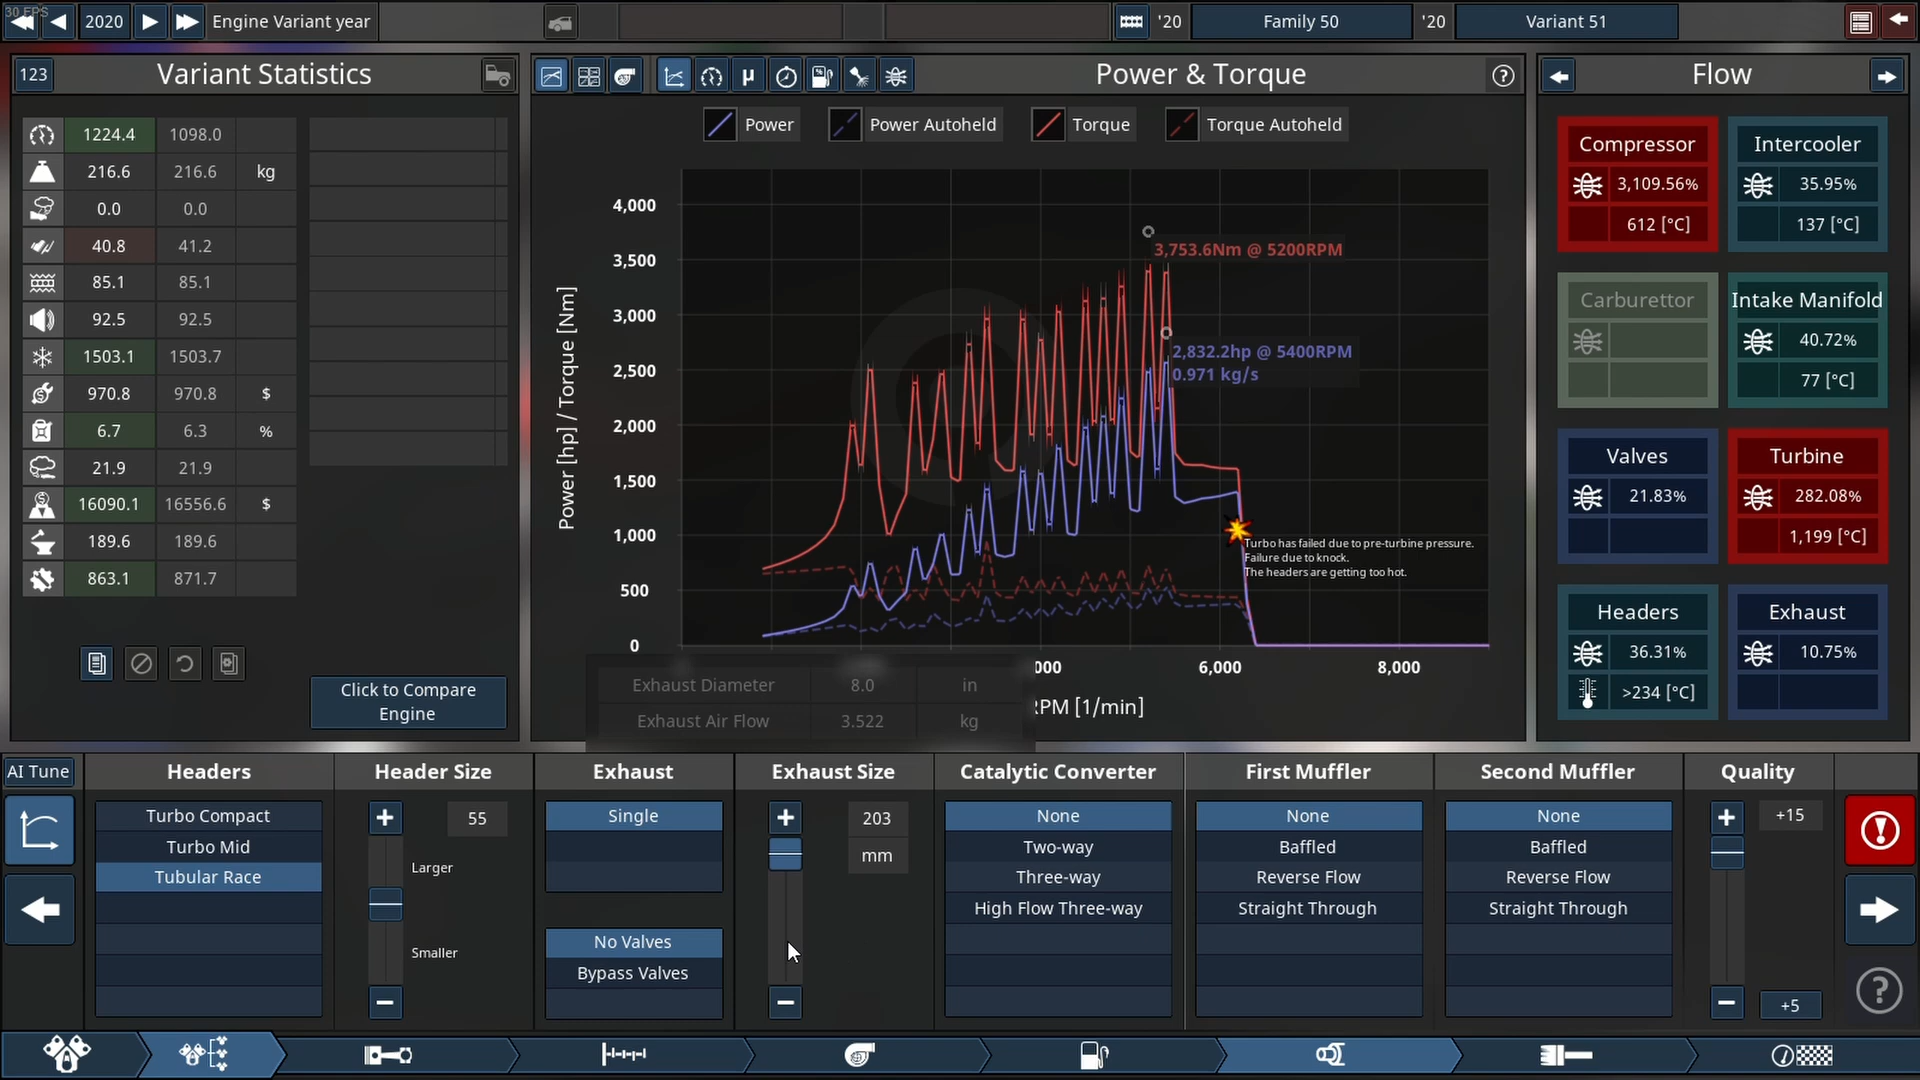 30 FPS
2020
Engine Variant year
'20
Family 50
'20
Variant 51
123
Variant Statistics
1224.4 1098.0
216.6 216.6 kg
0.0 0.0
40.8 41.2
85.1 85.1
92.5 92.5
1503.1 1503.7
970.8 970.8 $
6.7 6.3 %
21.9 21.9
16090.1 16556.6 $
189.6 189.6
863.1 871.7
Click to Compare
Engine
μ
Power & Torque
?
Power
Power Autoheld
Torque
Torque Autoheld
Power [hp] / Torque [Nm]
4,000
3,500
3,000
2,500
2,000
1,500
1,000
500
0
3,753.6Nm @ 5200RPM
2,832.2hp @ 5400RPM
0.971 kg/s
Turbo has failed due to pre-turbine pressure.
Failure due to knock.
The headers are getting too hot.
000
6,000
8,000
RPM [1/min]
Exhaust Diameter 8.0 in
Exhaust Air Flow 3.522 kg
Flow
Compressor
3,109.56%
612 [°C]
Intercooler
35.95%
137 [°C]
Carburettor
Intake Manifold
40.72%
77 [°C]
Valves
21.83%
Turbine
282.08%
1,199 [°C]
Headers
36.31%
>234 [°C]
Exhaust
10.75%
AI Tune
Headers
Turbo Compact
Turbo Mid
Tubular Race
Header Size
55
Larger
Smaller
Exhaust
Single
No Valves
Bypass Valves
Exhaust Size
203
mm
Catalytic Converter
None
Two-way
Three-way
High Flow Three-way
First Muffler
None
Baffled
Reverse Flow
Straight Through
Second Muffler
None
Baffled
Reverse Flow
Straight Through
Quality
+15
+5
?